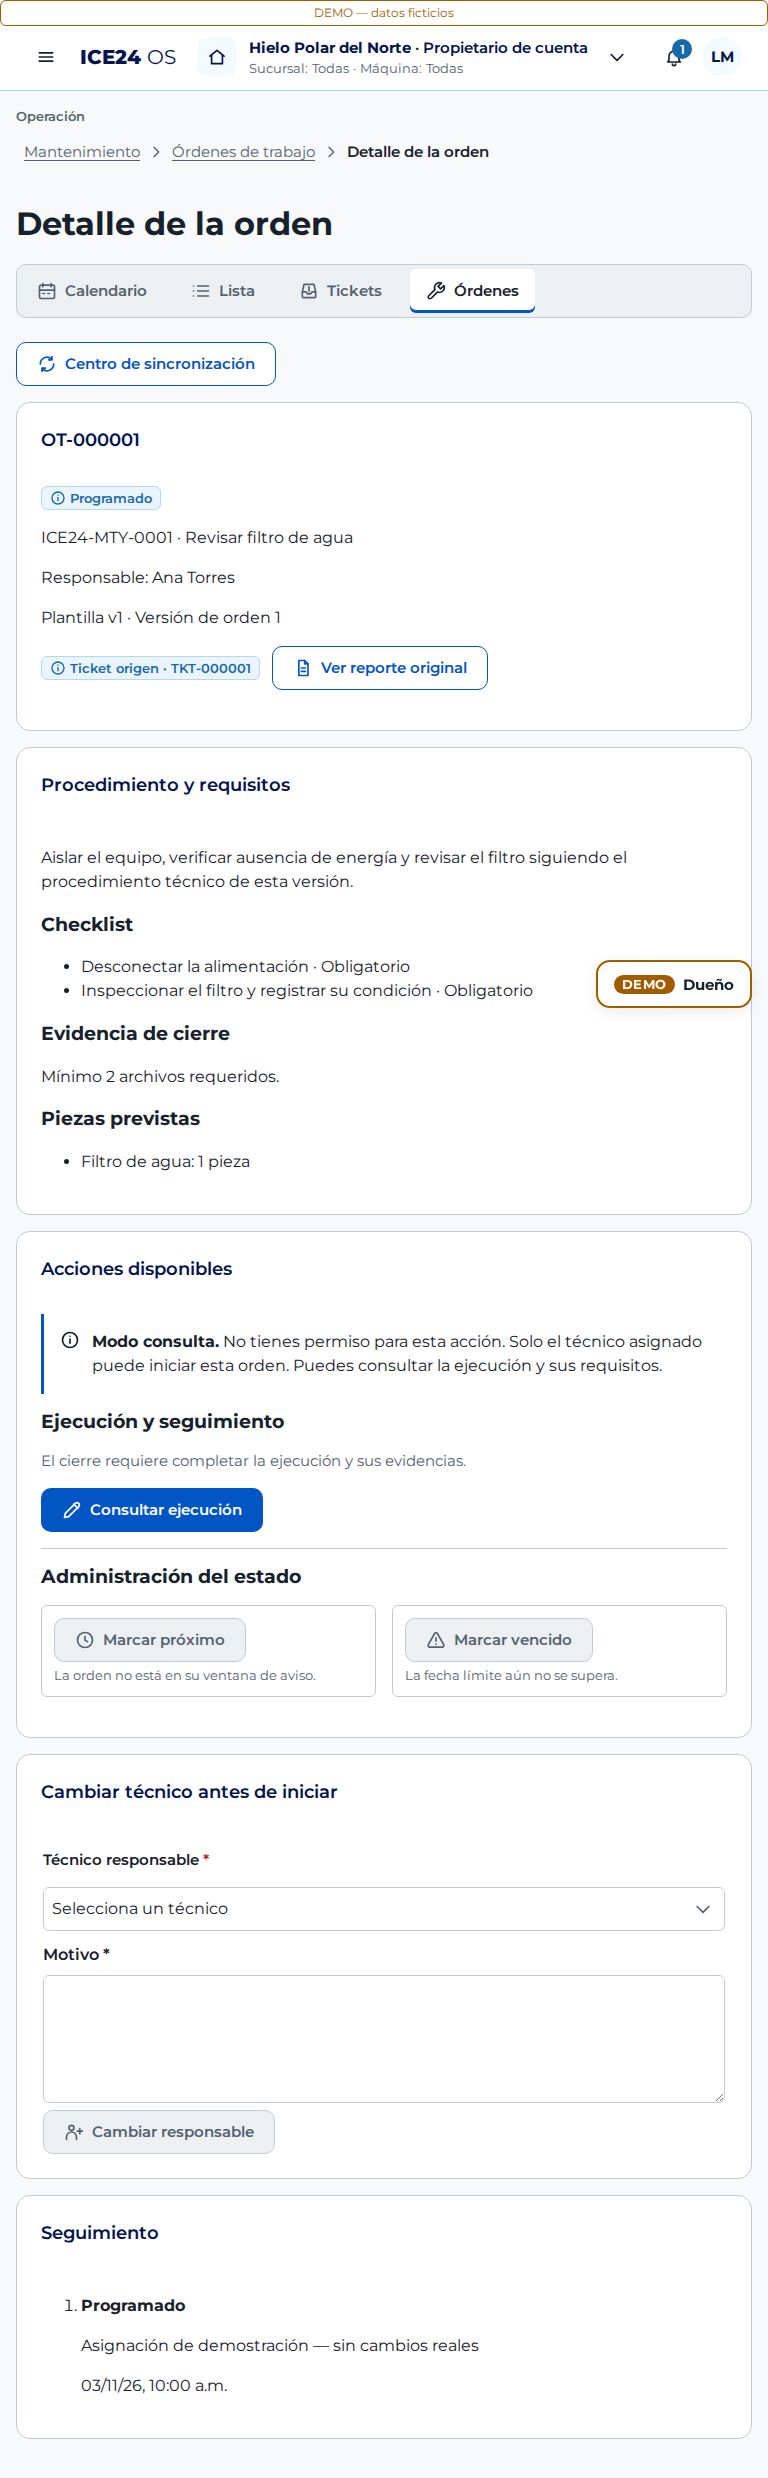 DEMO — datos ficticios
ICE24 OS
Hielo Polar del Norte · Propietario de cuenta
Sucursal: Todas · Máquina: Todas
1
LM
Operación
Mantenimiento > Órdenes de trabajo > Detalle de la orden
Detalle de la orden
Calendario
Lista
Tickets
Órdenes
Centro de sincronización
OT-000001
Programado
ICE24-MTY-0001 · Revisar filtro de agua
Responsable: Ana Torres
Plantilla v1 · Versión de orden 1
Ticket origen · TKT-000001
Ver reporte original
Procedimiento y requisitos
Aislar el equipo, verificar ausencia de energía y revisar el filtro siguiendo el
procedimiento técnico de esta versión.
Checklist
• Desconectar la alimentación · Obligatorio
• Inspeccionar el filtro y registrar su condición · Obligatorio
DEMO Dueño
Evidencia de cierre
Mínimo 2 archivos requeridos.
Piezas previstas
• Filtro de agua: 1 pieza
Acciones disponibles
Modo consulta. No tienes permiso para esta acción. Solo el técnico asignado
puede iniciar esta orden. Puedes consultar la ejecución y sus requisitos.
Ejecución y seguimiento
El cierre requiere completar la ejecución y sus evidencias.
Consultar ejecución
Administración del estado
Marcar próximo
La orden no está en su ventana de aviso.
Marcar vencido
La fecha límite aún no se supera.
Cambiar técnico antes de iniciar
Técnico responsable *
Selecciona un técnico
Motivo *
Cambiar responsable
Seguimiento
1. Programado
Asignación de demostración — sin cambios reales
03/11/26, 10:00 a.m.